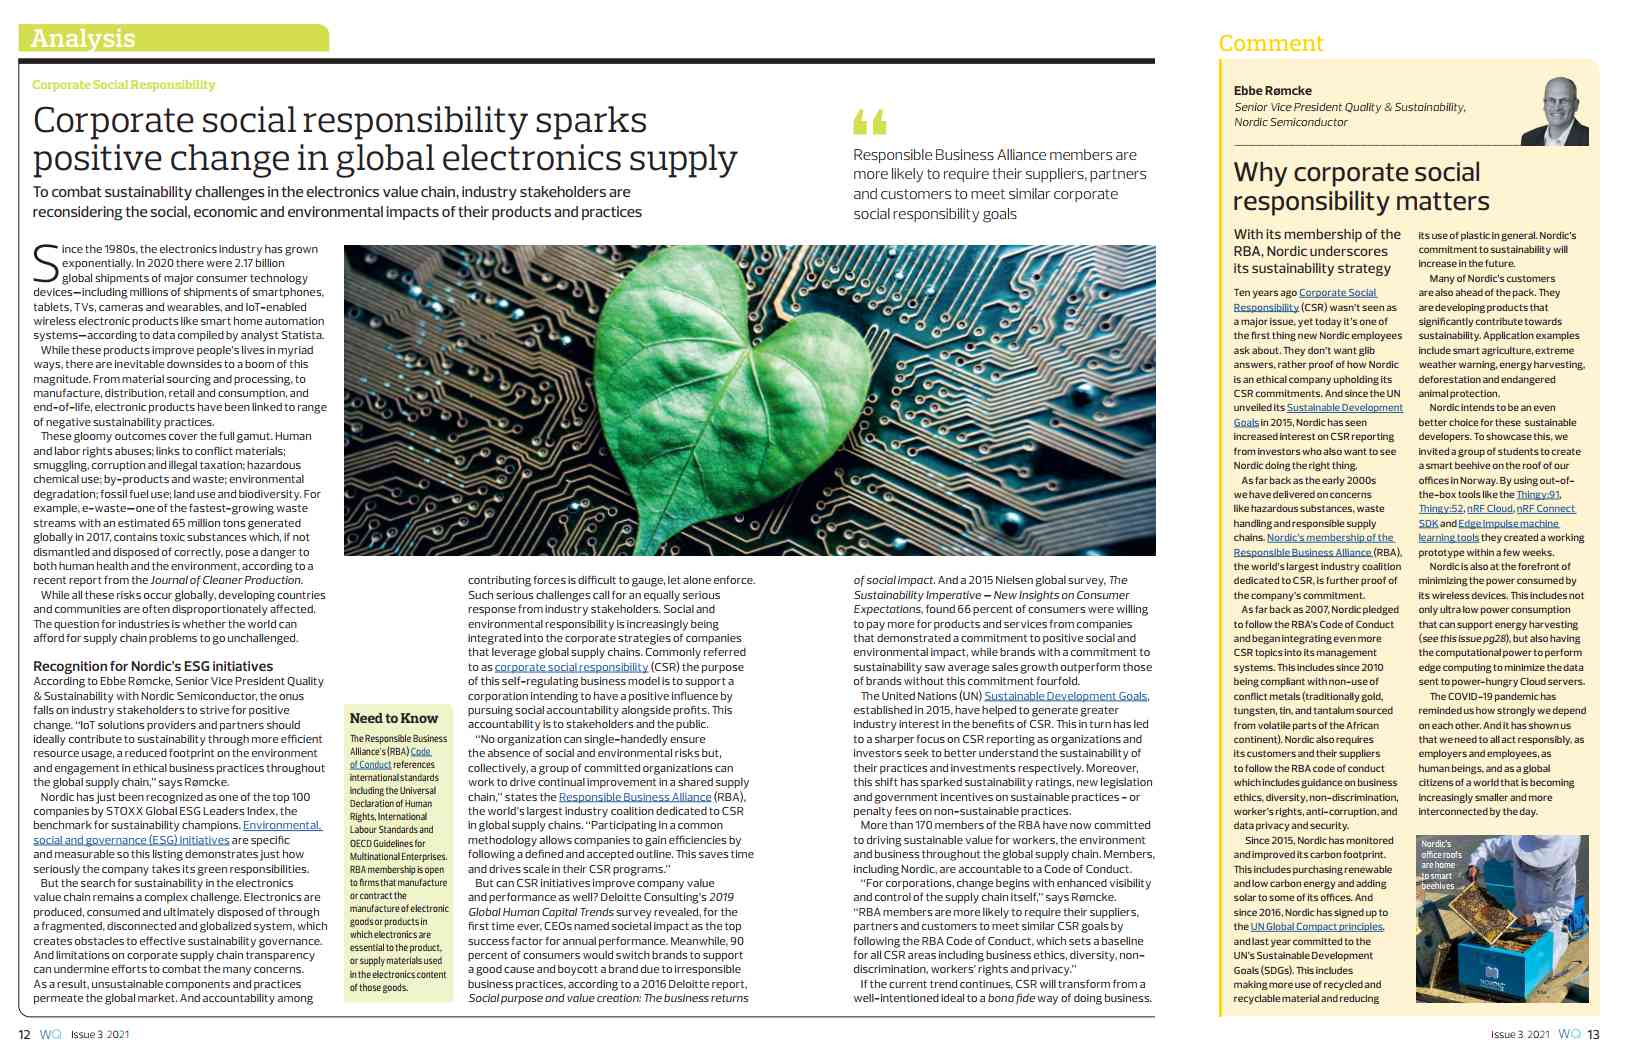 Analysis
Corporate Social Responsibility
Corporate social responsibility sparks
positive change in global electronics supply
To combat sustainability challenges in the electronics value chain, industry stakeholders are
reconsidering the social, economic and environmental impacts of their products and practices
“
Responsible Business Alliance members are
more likely to require their suppliers, partners
and customers to meet similar corporate
social responsibility goals
Since the 1980s, the electronics industry has grown
exponentially. In 2020 there were 2.17 billion
global shipments of major consumer technology
devices—including millions of shipments of smartphones,
tablets, TVs, cameras and wearables, and IoT-enabled
wireless electronic products like smart home automation
systems—according to data compiled by analyst Statista.
While these products improve people's lives in myriad
ways, there are inevitable downsides to a boom of this
magnitude. From material sourcing and processing, to
manufacture, distribution, retail and consumption, and
end-of-life, electronic products have been linked to range
of negative sustainability practices.
These gloomy outcomes cover the full gamut. Human
and labor rights abuses; links to conflict materials;
smuggling, corruption and illegal taxation; hazardous
chemical use; by-products and waste; environmental
degradation; fossil fuel use; land use and biodiversity. For
example, e-waste—one of the fastest-growing waste
streams with an estimated 65 million tons generated
globally in 2017, contains toxic substances which, if not
dismantled and disposed of correctly, pose a danger to
both human health and the environment, according to a
recent report from the Journal of Cleaner Production.
While all these risks occur globally, developing countries
and communities are often disproportionately affected.
The question for industries is whether the world can
afford for supply chain problems to go unchallenged.
Recognition for Nordic's ESG initiatives
According to Ebbe Rømcke, Senior Vice President Quality
& Sustainability with Nordic Semiconductor, the onus
falls on industry stakeholders to strive for positive
change. “IoT solutions providers and partners should
ideally contribute to sustainability through more efficient
resource usage, a reduced footprint on the environment
and engagement in ethical business practices throughout
the global supply chain,” says Rømcke.
Nordic has just been recognized as one of the top 100
companies by STOXX Global ESG Leaders Index, the
benchmark for sustainability champions. Environmental,
social and governance (ESG) initiatives are specific
and measurable so this listing demonstrates just how
seriously the company takes its green responsibilities.
But the search for sustainability in the electronics
value chain remains a complex challenge. Electronics are
produced, consumed and ultimately disposed of through
a fragmented, disconnected and globalized system, which
creates obstacles to effective sustainability governance.
And limitations on corporate supply chain transparency
can undermine efforts to combat the many concerns.
As a result, unsustainable components and practices
permeate the global market. And accountability among
Need to Know
The Responsible Business
Alliance's (RBA) Code
of Conduct references
international standards
including the Universal
Declaration of Human
Rights, International
Labour Standards and
OECD Guidelines for
Multinational Enterprises.
RBA membership is open
to firms that manufacture
or contract the
manufacture of electronic
goods or products in
which electronics are
essential to the product,
or supply materials used
in the electronics content
of those goods.
contributing forces is difficult to gauge, let alone enforce.
Such serious challenges call for an equally serious
response from industry stakeholders. Social and
environmental responsibility is increasingly being
integrated into the corporate strategies of companies
that leverage global supply chains. Commonly referred
to as corporate social responsibility (CSR) the purpose
of this self-regulating business model is to support a
corporation intending to have a positive influence by
pursuing social accountability alongside profits. This
accountability is to stakeholders and the public.
“No organization can single-handedly ensure
the absence of social and environmental risks but,
collectively, a group of committed organizations can
work to drive continual improvement in a shared supply
chain,” states the Responsible Business Alliance (RBA),
the world's largest industry coalition dedicated to CSR
in global supply chains. “Participating in a common
methodology allows companies to gain efficiencies by
following a defined and accepted outline. This saves time
and drives scale in their CSR programs.”
But can CSR initiatives improve company value
and performance as well? Deloitte Consulting's 2019
Global Human Capital Trends survey revealed, for the
first time ever, CEOs named societal impact as the top
success factor for annual performance. Meanwhile, 90
percent of consumers would switch brands to support
a good cause and boycott a brand due to irresponsible
business practices, according to a 2016 Deloitte report,
Social purpose and value creation: The business returns
of social impact. And a 2015 Nielsen global survey, The
Sustainability Imperative – New Insights on Consumer
Expectations, found 66 percent of consumers were willing
to pay more for products and services from companies
that demonstrated a commitment to positive social and
environmental impact, while brands with a commitment to
sustainability saw average sales growth outperform those
of brands without this commitment fourfold.
The United Nations (UN) Sustainable Development Goals,
established in 2015, have helped to generate greater
industry interest in the benefits of CSR. This in turn has led
to a sharper focus on CSR reporting as organizations and
investors seek to better understand the sustainability of
their practices and investments respectively. Moreover,
this shift has sparked sustainability ratings, new legislation
and government incentives on sustainable practices - or
penalty fees on non-sustainable practices.
More than 170 members of the RBA have now committed
to driving sustainable value for workers, the environment
and business throughout the global supply chain. Members,
including Nordic, are accountable to a Code of Conduct.
“For corporations, change begins with enhanced visibility
and control of the supply chain itself,” says Rømcke.
“RBA members are more likely to require their suppliers,
partners and customers to meet similar CSR goals by
following the RBA Code of Conduct, which sets a baseline
for all CSR areas including business ethics, diversity, non-
discrimination, workers' rights and privacy.”
If the current trend continues, CSR will transform from a
well-intentioned ideal to a bona fide way of doing business.
12 WQ Issue 3 2021
Comment
Ebbe Rømcke
Senior Vice President Quality & Sustainability,
Nordic Semiconductor
Why corporate social
responsibility matters
With its membership of the
RBA, Nordic underscores
its sustainability strategy
Ten years ago Corporate Social
Responsibility (CSR) wasn't seen as
a major issue, yet today it's one of
the first thing new Nordic employees
ask about. They don't want glib
answers, rather proof of how Nordic
is an ethical company upholding its
CSR commitments. And since the UN
unveiled its Sustainable Development
Goals in 2015, Nordic has seen
increased interest on CSR reporting
from investors who also want to see
Nordic doing the right thing.
As far back as the early 2000s
we have delivered on concerns
like hazardous substances, waste
handling and responsible supply
chains. Nordic's membership of the
Responsible Business Alliance (RBA),
the world's largest industry coalition
dedicated to CSR, is further proof of
the company's commitment.
As far back as 2007, Nordic pledged
to follow the RBA's Code of Conduct
and began integrating even more
CSR topics into its management
systems. This includes since 2010
being compliant with non-use of
conflict metals (traditionally gold,
tungsten, tin, and tantalum sourced
from volatile parts of the African
continent). Nordic also requires
its customers and their suppliers
to follow the RBA code of conduct
which includes guidance on business
ethics, diversity, non-discrimination,
worker's rights, anti-corruption, and
data privacy and security.
Since 2015, Nordic has monitored
and improved its carbon footprint.
This includes purchasing renewable
and low carbon energy and adding
solar to some of its offices. And
since 2016, Nordic has signed up to
the UN Global Compact principles,
and last year committed to the
UN's Sustainable Development
Goals (SDGs). This includes
making more use of recycled and
recyclable material and reducing
its use of plastic in general. Nordic's
commitment to sustainability will
increase in the future.
Many of Nordic's customers
are also ahead of the pack. They
are developing products that
significantly contribute towards
sustainability. Application examples
include smart agriculture, extreme
weather warning, energy harvesting,
deforestation and endangered
animal protection.
Nordic intends to be an even
better choice for these sustainable
developers. To showcase this, we
invited a group of students to create
a smart beehive on the roof of our
offices in Norway. By using out-of-
the-box tools like the Thingy:91,
Thingy:52, nRF Cloud, nRF Connect
SDK and Edge Impulse machine
learning tools they created a working
prototype within a few weeks.
Nordic is also at the forefront of
minimizing the power consumed by
its wireless devices. This includes not
only ultra low power consumption
that can support energy harvesting
(see this issue pg28), but also having
the computational power to perform
edge computing to minimize the data
sent to power-hungry Cloud servers.
The COVID-19 pandemic has
reminded us how strongly we depend
on each other. And it has shown us
that we need to all act responsibly, as
employers and employees, as
human beings, and as a global
citizens of a world that is becoming
increasingly smaller and more
interconnected by the day.
Nordic's
office roofs
are home
to smart
beehives
NORDIC
Issue 3 2021 WQ 13